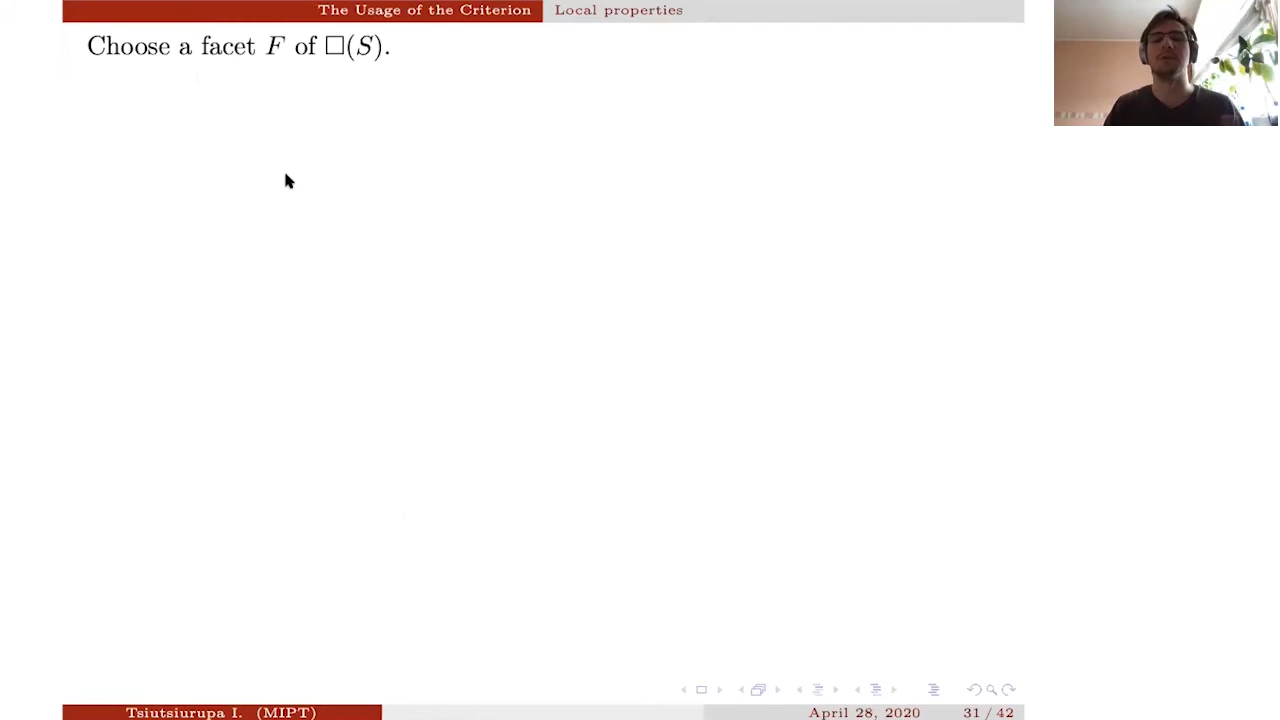 The Usage of the Criterion Local properties
Choose a facet F of □(S).
Tsiutsiurupa I. (MIPT) April 28, 2020 31 / 42